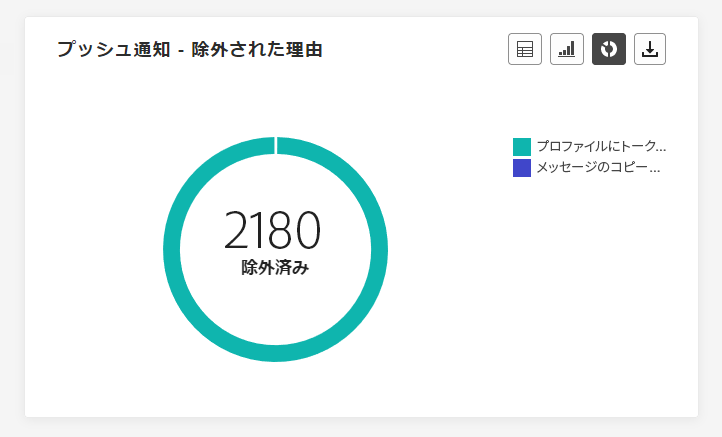 プッシュ通知 - 除外された理由
プロファイルにトーク...
メッセージのコピー...
2180
除外済み